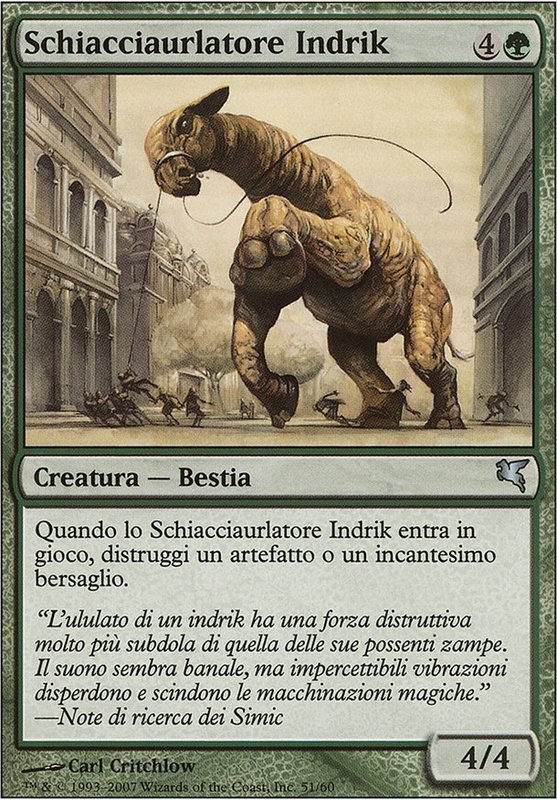 Schiacciaurlatore Indrik 4
Creatura — Bestia
Quando lo Schiacciaurlatore Indrik entra in
gioco, distruggi un artefatto o un incantesimo
bersaglio.
“L’ululato di un indrik ha una forza distruttiva
molto più subdola di quella delle sue possenti zampe.
Il suono sembra banale, ma impercettibili vibrazioni
disperdono e scindono le macchinazioni magiche.”
—Note di ricerca dei Simic
4/4
Carl Critchlow
™ & © 1993–2007 Wizards of the Coast, Inc. 51/60